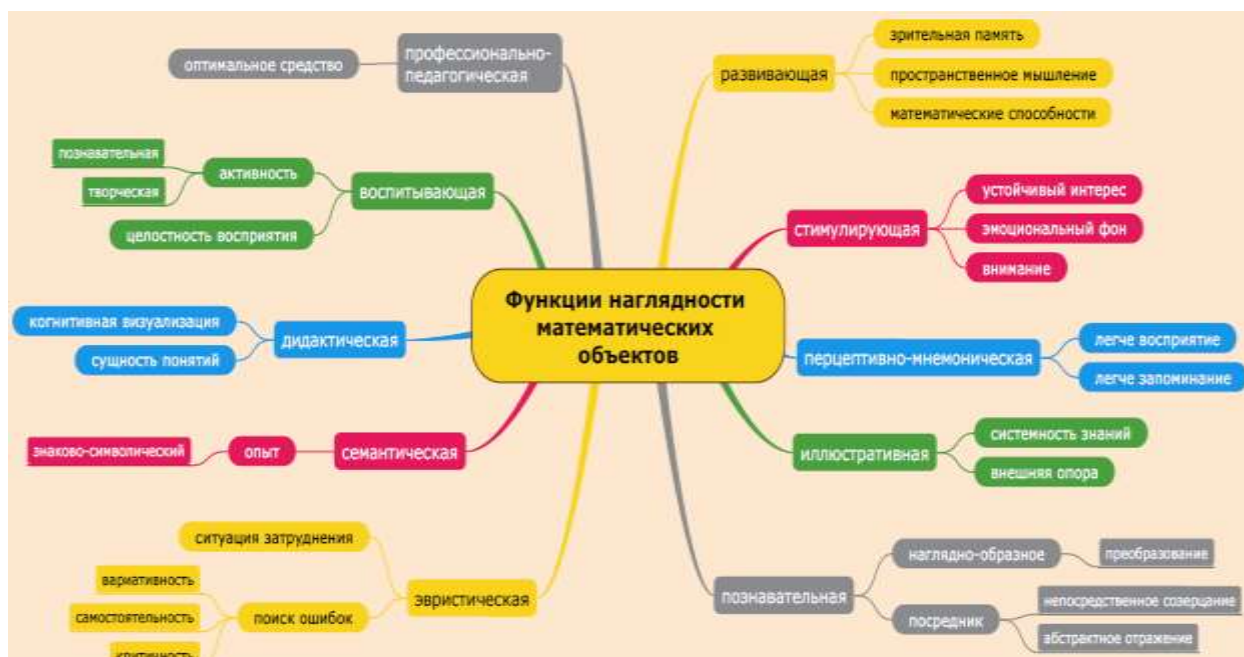 Функции наглядности
математических
объектов
профессионально-
педагогическая
оптимальное средство
воспитывающая
активность
познавательная
творческая
целостность восприятия
дидактическая
когнитивная визуализация
сущность понятий
семантическая
опыт
знаково-символический
эвристическая
ситуация затруднения
поиск ошибок
вариативность
самостоятельность
критичность
развивающая
зрительная память
пространственное мышление
математические способности
стимулирующая
устойчивый интерес
эмоциональный фон
внимание
перцептивно-мнемоническая
легче восприятие
легче запоминание
иллюстративная
системность знаний
внешняя опора
познавательная
наглядно-образное
преобразование
посредник
непосредственное созерцание
абстрактное отражение